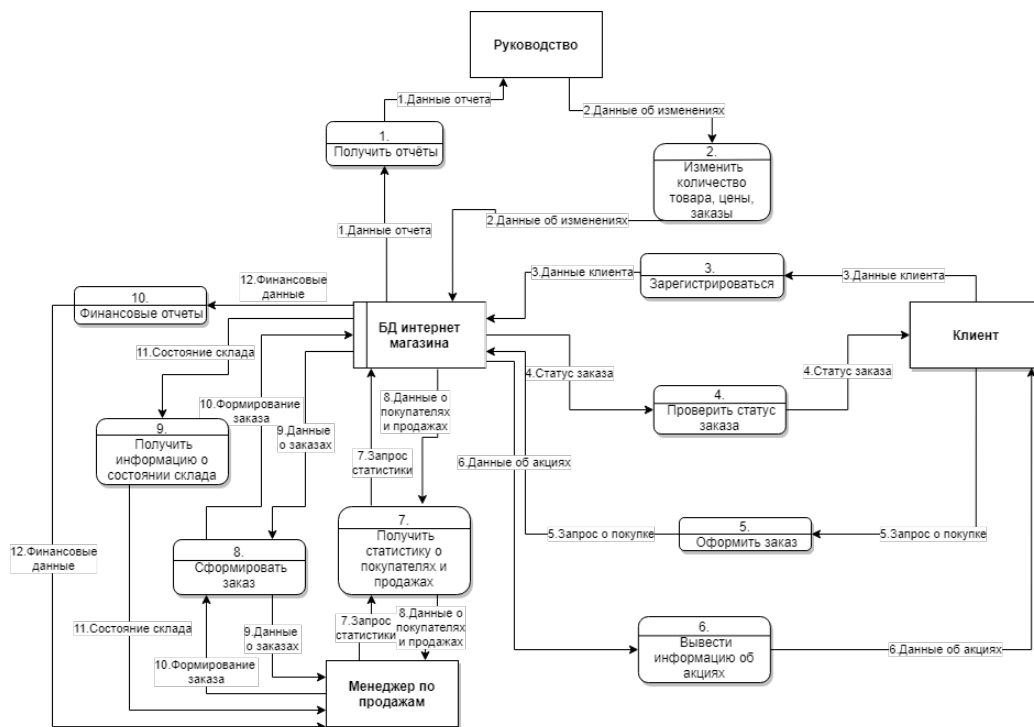 Руководство
1.Данные отчета
2.Данные об изменениях
1.
Получить отчёты
2.
Изменить
количество
товара, цены,
заказы
2.Данные об изменениях
1.Данные отчета
3.Данные клиента
3.
Зарегистрироваться
3.Данные клиента
12.Финансовые
данные
10.
Финансовые отчеты
БД интернет
магазина
Клиент
11.Состояние склада
4.Статус заказа
4.Статус заказа
4.
Проверить статус
заказа
8.Данные о
покупателях
и продажах
10.Формирование
заказа
9.Данные
о заказах
9.
Получить
информацию о
состоянии склада
7.Запрос
статистики
6.Данные об акциях
7.
Получить
статистику о
покупателях и
продажах
5.Запрос о покупке
5.
Оформить заказ
5.Запрос о покупке
12.Финансовые
данные
8.
Сформировать
заказ
11.Состояние склада
9.Данные
о заказах
7.Запрос
статистики
8.Данные о
покупателях
и продажах
6.
Вывести
информацию об
акциях
6.Данные об акциях
10.Формирование
заказа
Менеджер по
продажам